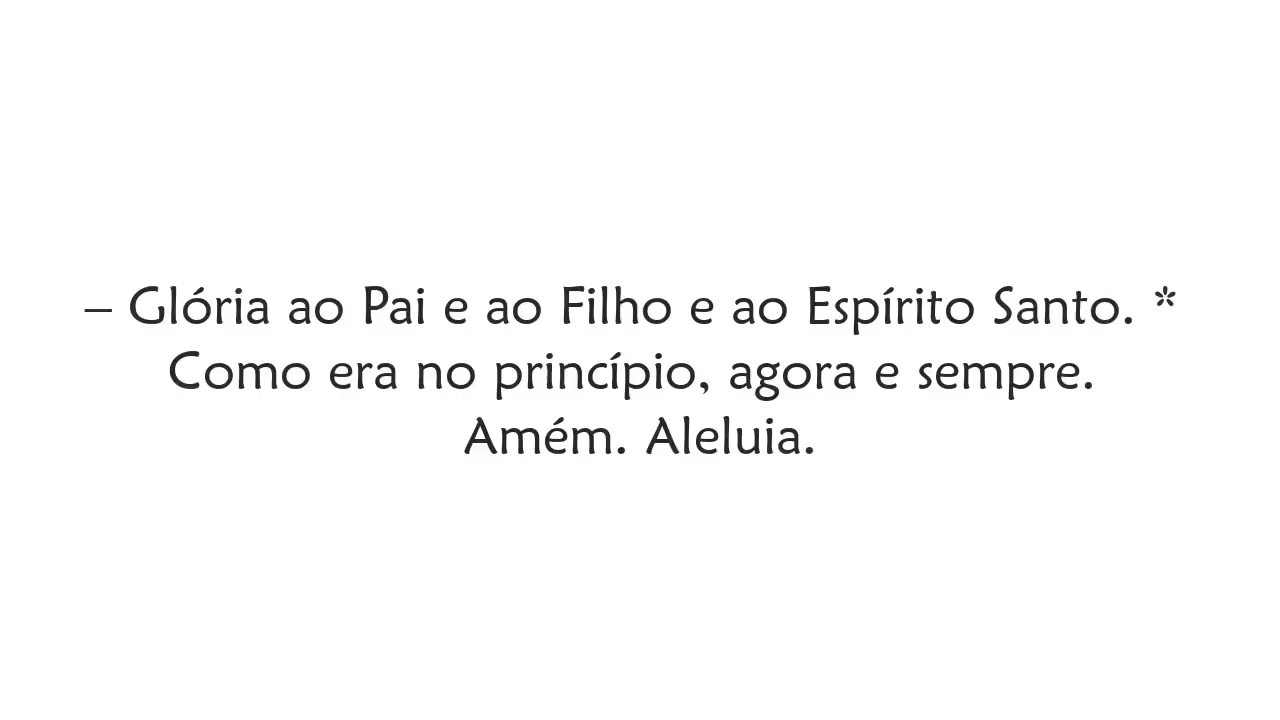 – Glória ao Pai e ao Filho e ao Espírito Santo. *
Como era no princípio, agora e sempre.
Amém. Aleluia.